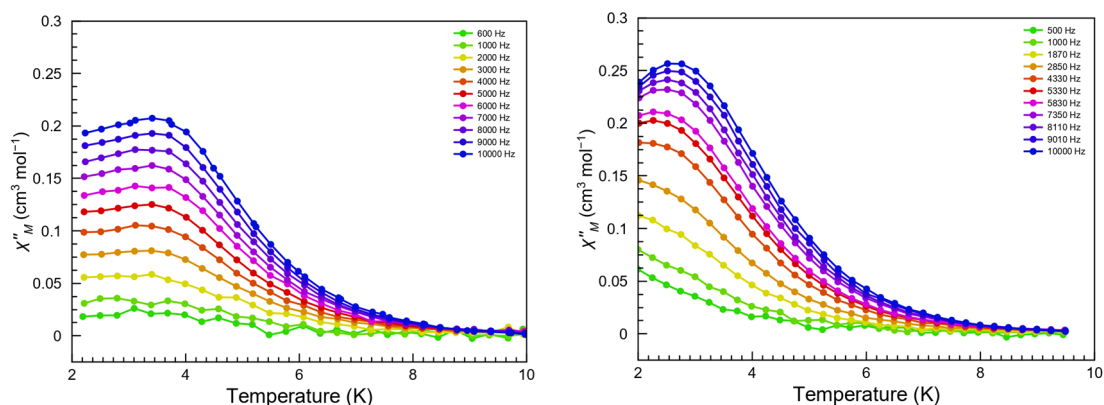 0.3
0.25
0.2
0.15
0.1
0.05
0
2
4
6
8
10
χ″M (cm³ mol⁻¹)
Temperature (K)
600 Hz
1000 Hz
2000 Hz
3000 Hz
4000 Hz
5000 Hz
6000 Hz
7000 Hz
8000 Hz
9000 Hz
10000 Hz
0.3
0.25
0.2
0.15
0.1
0.05
0
2
4
6
8
10
χ″M (cm³ mol⁻¹)
Temperature (K)
500 Hz
1000 Hz
1870 Hz
2850 Hz
4330 Hz
5330 Hz
5830 Hz
7350 Hz
8110 Hz
9010 Hz
10000 Hz